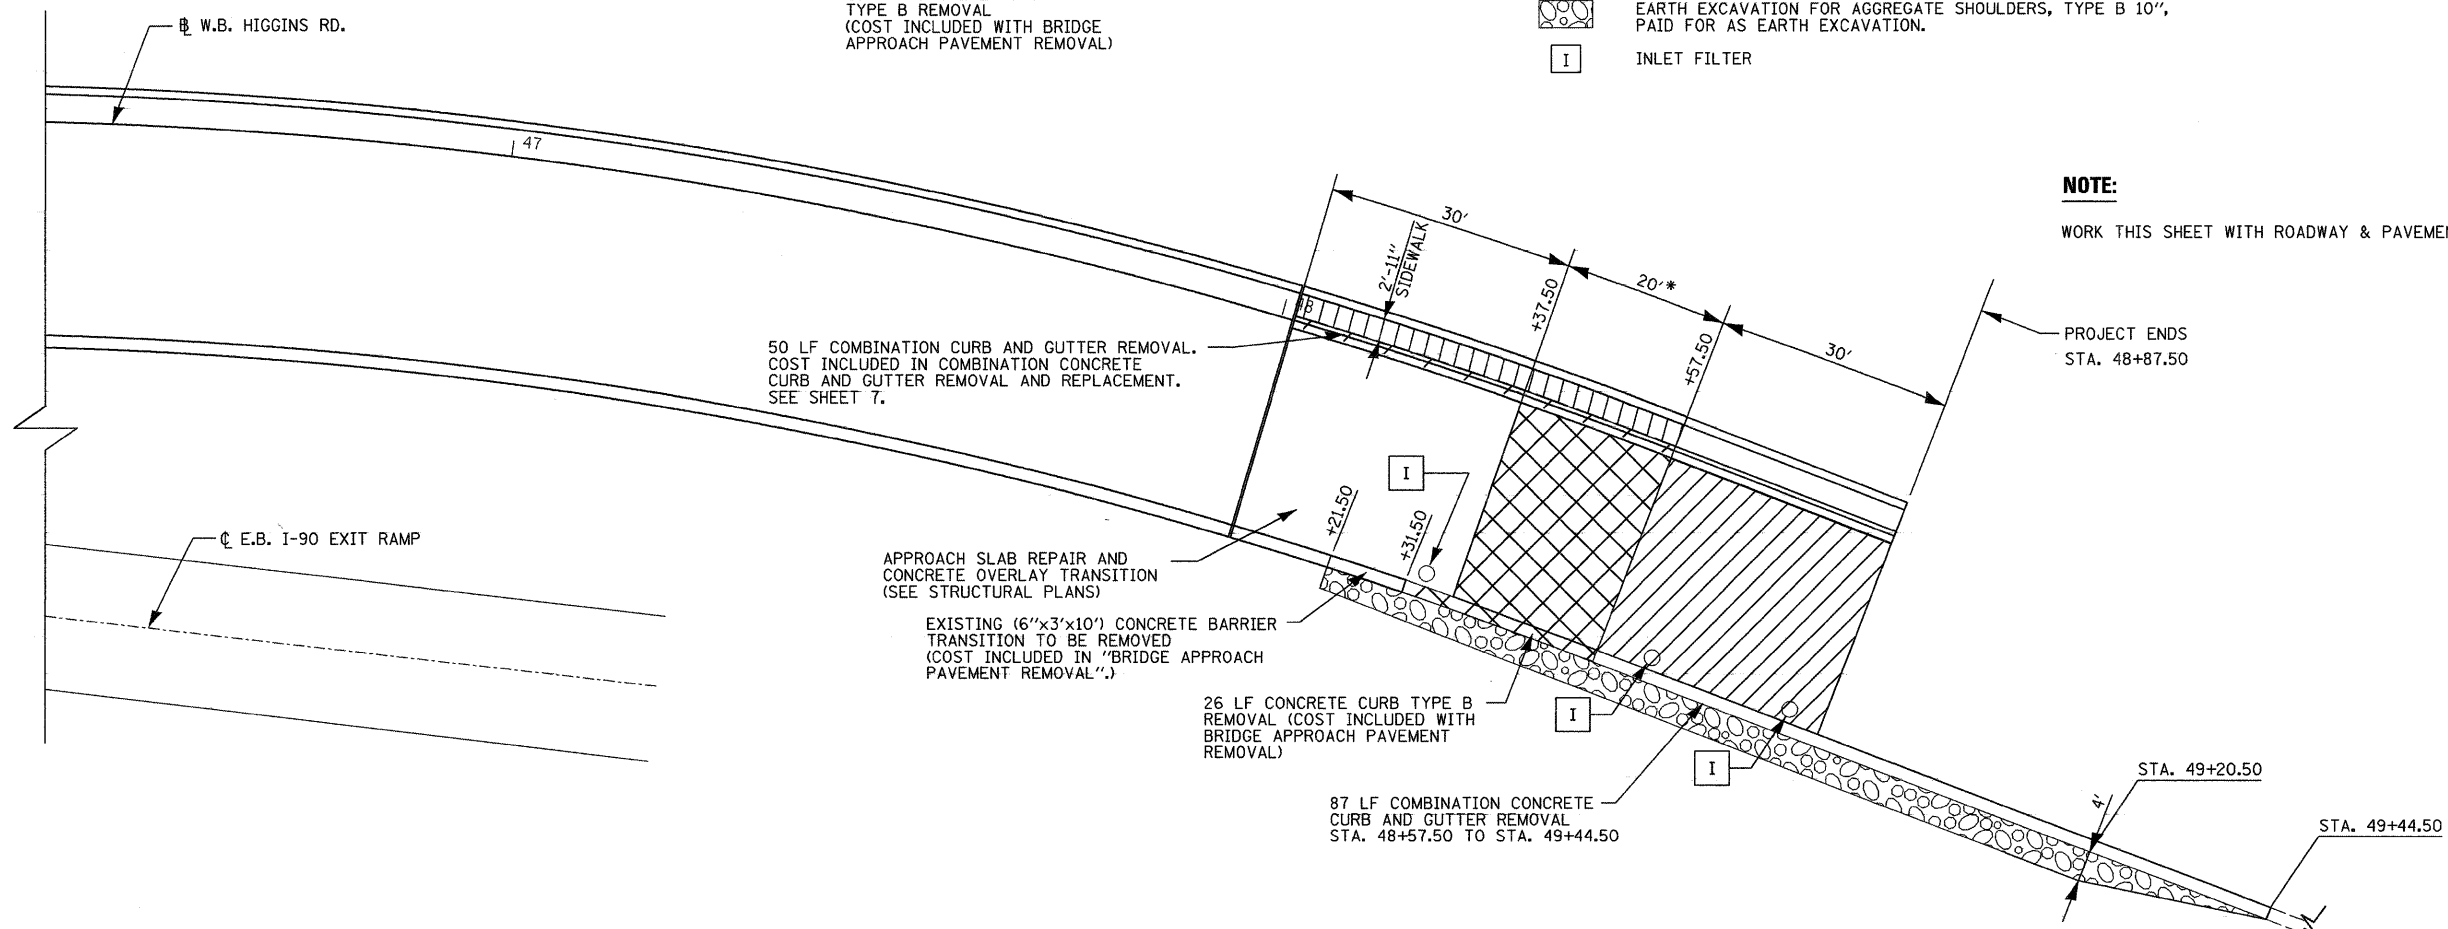 TYPE B REMOVAL
(COST INCLUDED WITH BRIDGE
APPROACH PAVEMENT REMOVAL)
EARTH EXCAVATION FOR AGGREGATE SHOULDERS, TYPE B 10",
PAID FOR AS EARTH EXCAVATION.
I
INLET FILTER
℄ W.B. HIGGINS RD.
47
NOTE:
WORK THIS SHEET WITH ROADWAY &
30'
2'-11"
SIDEWALK
+37.50
20'*
+57.50
30'
PROJECT ENDS
STA. 48+87.50
50 LF COMBINATION CURB AND GUTTER REMOVAL.
COST INCLUDED IN COMBINATION CONCRETE
CURB AND GUTTER REMOVAL AND REPLACEMENT.
SEE SHEET 7.
I
+21.50
+31.50
℄ E.B. I-90 EXIT RAMP
APPROACH SLAB REPAIR AND
CONCRETE OVERLAY TRANSITION
(SEE STRUCTURAL PLANS)
EXISTING (6"x3'x10') CONCRETE BARRIER
TRANSITION TO BE REMOVED
(COST INCLUDED IN "BRIDGE APPROACH
PAVEMENT REMOVAL".)
26 LF CONCRETE CURB TYPE B
REMOVAL (COST INCLUDED WITH
BRIDGE APPROACH PAVEMENT
REMOVAL)
I
I
87 LF COMBINATION CONCRETE
CURB AND GUTTER REMOVAL
STA. 48+57.50 TO STA. 49+44.50
4'
STA. 49+20.50
STA. 49+44.50